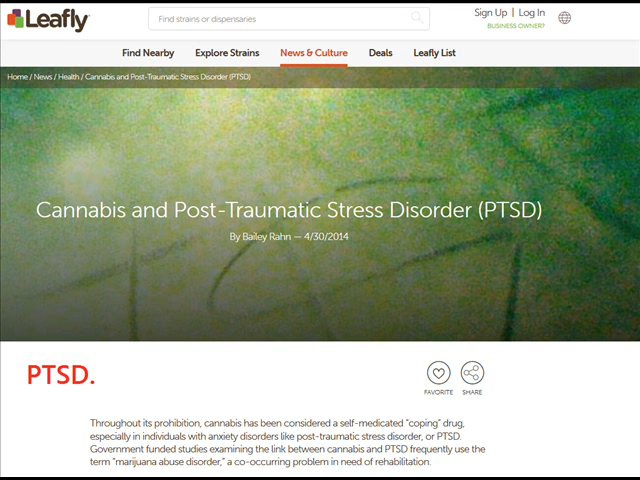 Leafly
Find strains or dispensaries
Sign Up | Log In
BUSINESS OWNER?
Find Nearby Explore Strains News & Culture Deals Leafly List
Home / News / Health / Cannabis and Post-Traumatic Stress Disorder (PTSD)
Cannabis and Post-Traumatic Stress Disorder (PTSD)
By Bailey Rahn — 4/30/2014
PTSD.
FAVORITE SHARE
Throughout its prohibition, cannabis has been considered a self-medicated "coping" drug,
especially in individuals with anxiety disorders like post-traumatic stress disorder, or PTSD.
Government funded studies examining the link between cannabis and PTSD frequently use the
term "marijuana abuse disorder," a co-occurring problem in need of rehabilitation.